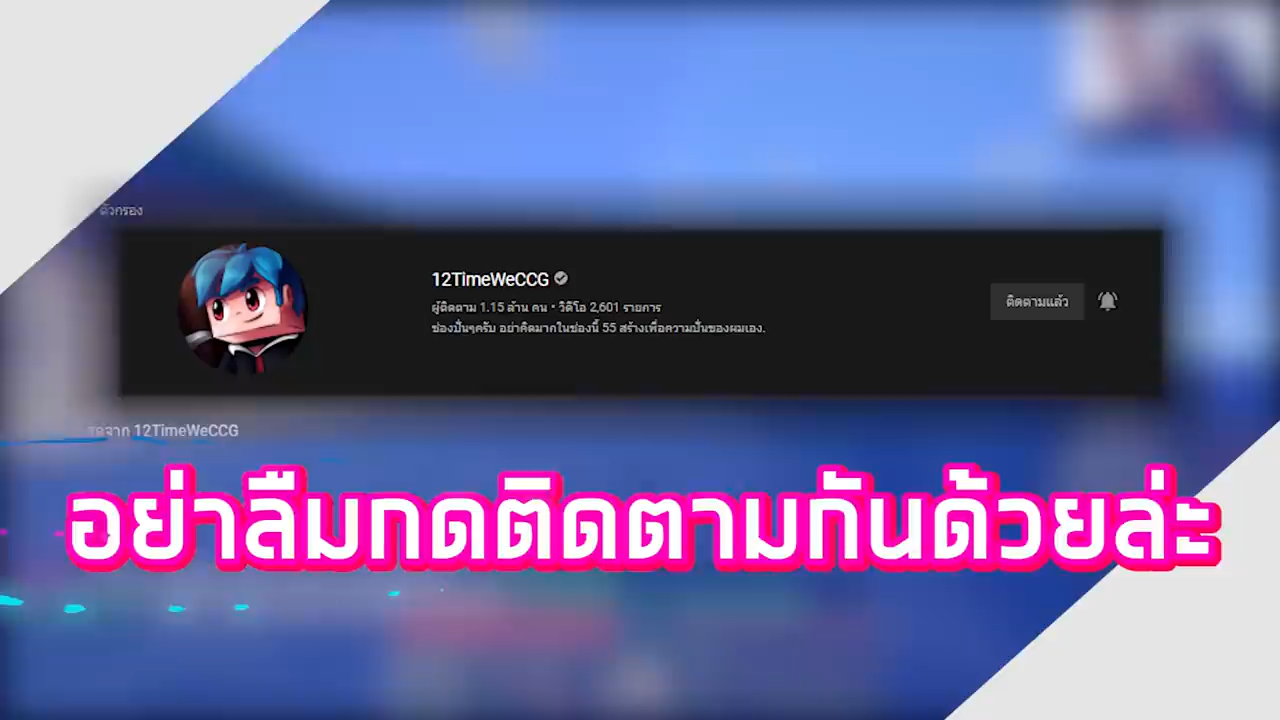 ตัวกรอง
12TimeWeCCG
ผู้ติดตาม 1.15 ล้าน คน • วิดีโอ 2,601 รายการ
ช่องปั่นๆครับ อย่าคิดมากในช่องนี้ 55 สร้างเพื่อความปั่นของผมเอง.
ติดตามแล้ว
จาก 12TimeWeCCG
อย่าลืมกดติดตามกันด้วยล่ะ